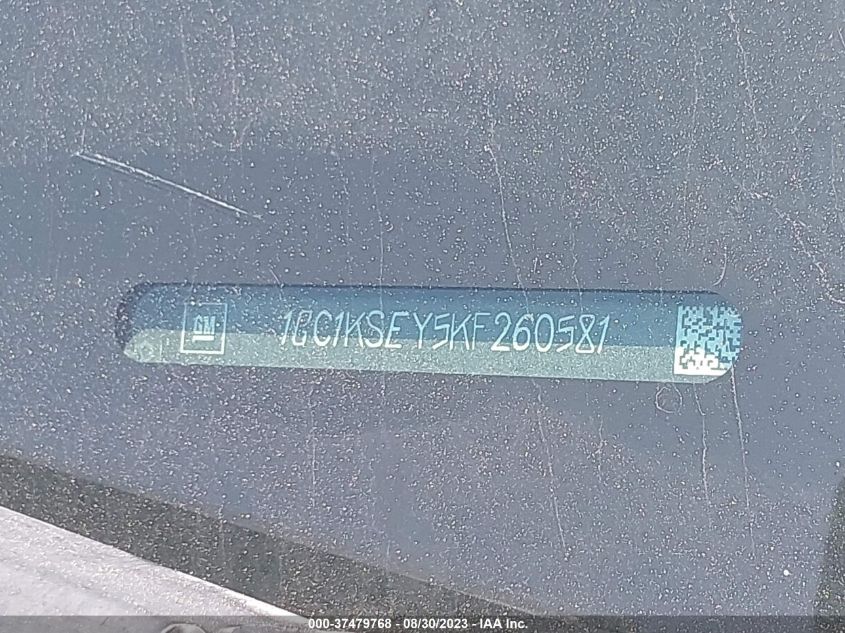 GM 1GC1KSEY5KF260581
000-37479768 - 08/30/2023 - IAA Inc.